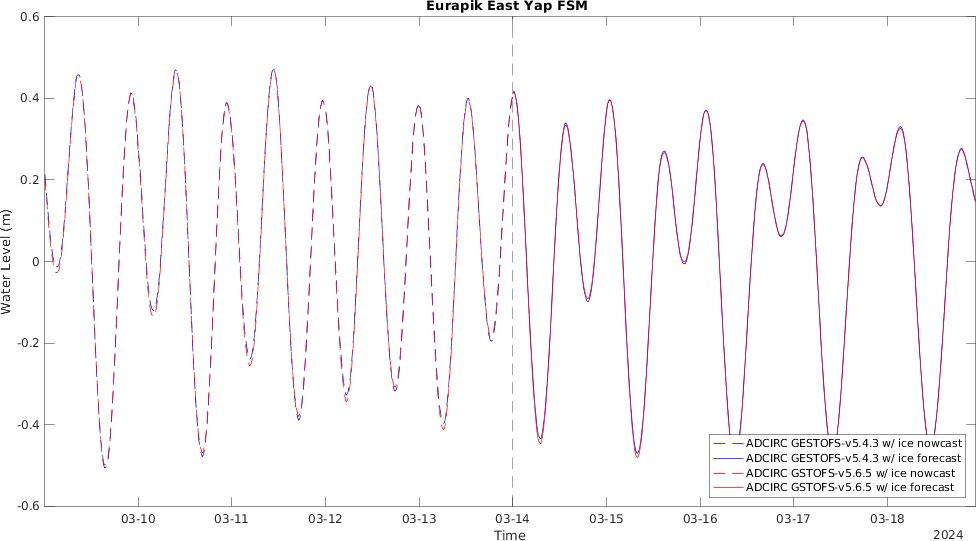 Eurapik East Yap FSM
0.6
0.4
0.2
0
-0.2
-0.4
-0.6
Water Level (m)
ADCIRC GESTOFS-v5.4.3 w/ ice nowcast
ADCIRC GESTOFS-v5.4.3 w/ ice forecast
ADCIRC GSTOFS-v5.6.5 w/ ice nowcast
ADCIRC GSTOFS-v5.6.5 w/ ice forecast
03-10 03-11 03-12 03-13 03-14 03-15 03-16 03-17 03-18
Time
2024